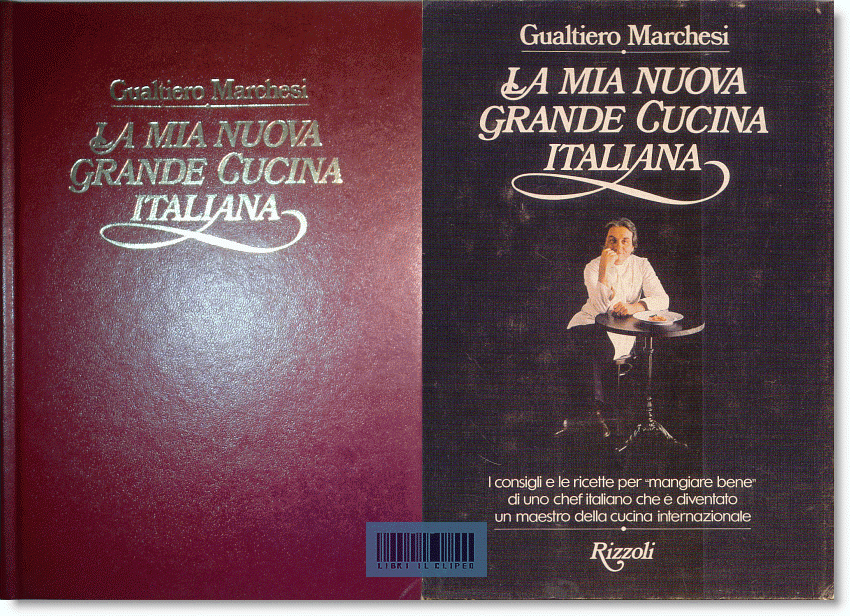 Gualtiero Marchesi
LA MIA NUOVA
GRANDE CUCINA
ITALIANA
Gualtiero Marchesi
LA MIA NUOVA
GRANDE CUCINA
ITALIANA
I consigli e le ricette per "mangiare bene"
di uno chef italiano che è diventato
un maestro della cucina internazionale
Rizzoli
LIBRI IL CLIPEO